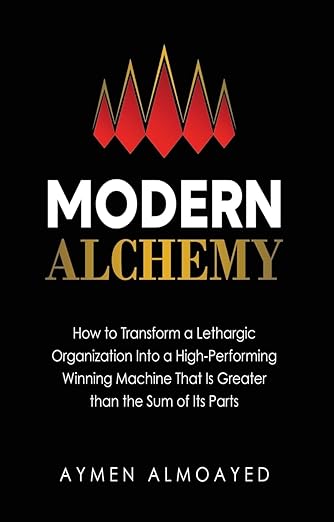 MODERN
ALCHEMY
How to Transform a Lethargic
Organization Into a High-Performing
Winning Machine That Is Greater
than the Sum of Its Parts
AYMEN ALMOAYED